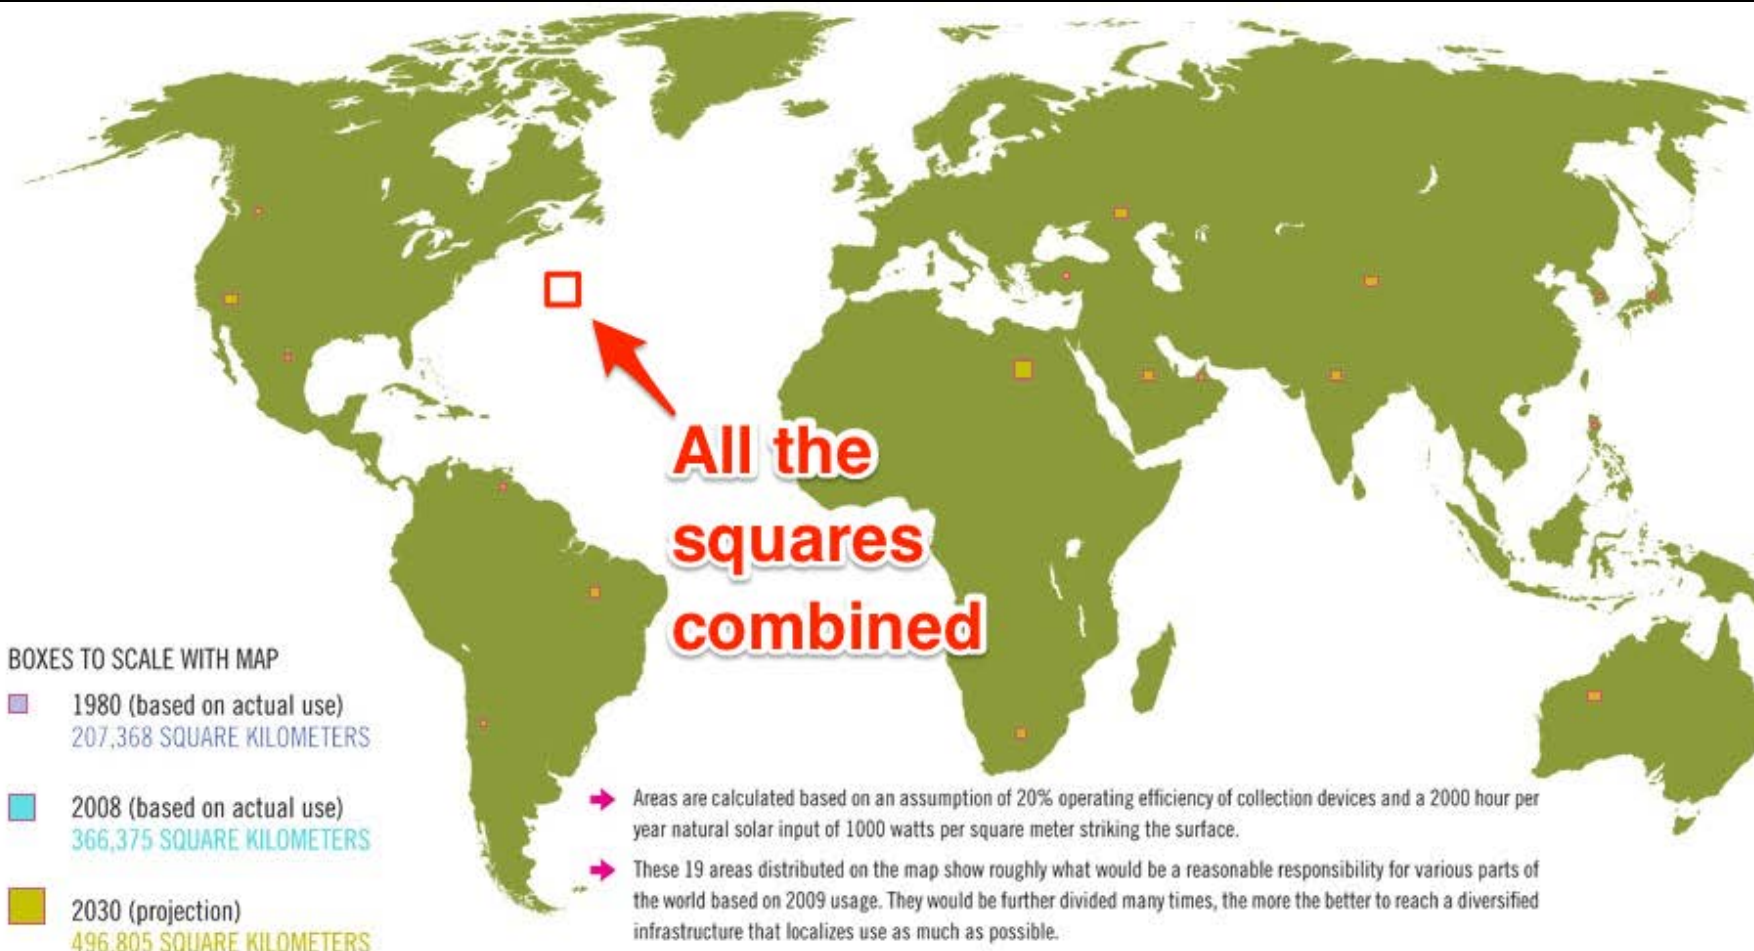 All the
squares
combined
BOXES TO SCALE WITH MAP
1980 (based on actual use)
207,368 SQUARE KILOMETERS
2008 (based on actual use)
366,375 SQUARE KILOMETERS
2030 (projection)
496,805 SQUARE KILOMETERS
Areas are calculated based on an assumption of 20% operating efficiency of collection devices and a 2000 hour per
year natural solar input of 1000 watts per square meter striking the surface.
These 19 areas distributed on the map show roughly what would be a reasonable responsibility for various parts of
the world based on 2009 usage. They would be further divided many times, the more the better to reach a diversified
infrastructure that localizes use as much as possible.